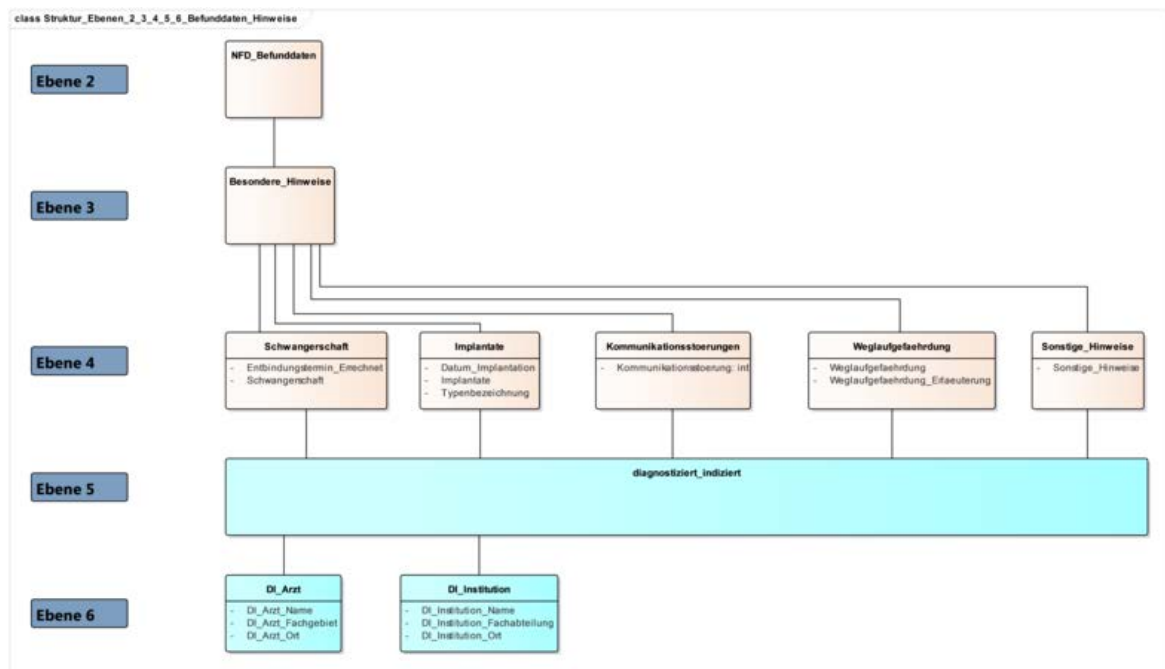 class Struktur_Ebenen_2_3_4_5_6_Befunddaten_Hinweise
Ebene 2
NFD_Befunddaten
Ebene 3
Besondere_Hinweise
Ebene 4
Schwangerschaft
- Entbindungstermin_Errechnet
- Schwangerschaft
Implantate
- Datum_Implantation
- Implantate
- Typenbezeichnung
Kommunikationsstoerungen
- Kommunikationsstoerung: int
Weglaufgefaehrdung
- Weglaufgefaehrdung
- Weglaufgefaehrdung_Erlaeuterung
Sonstige_Hinweise
- Sonstige_Hinweise
Ebene 5
diagnostiziert_indiziert
Ebene 6
DI_Arzt
- DI_Arzt_Name
- DI_Arzt_Fachgebiet
- DI_Arzt_Ort
DI_Institution
- DI_Institution_Name
- DI_Institution_Fachabteilung
- DI_Institution_Ort